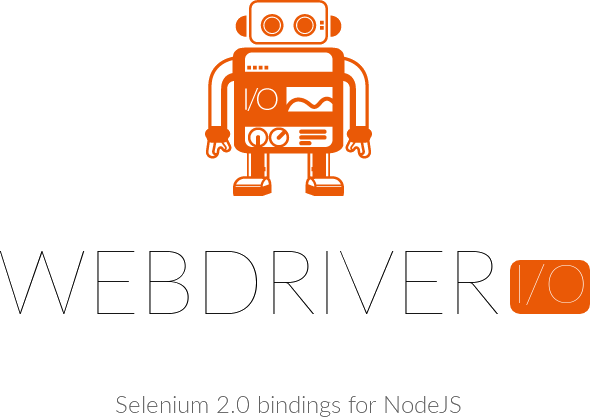 I/O
WEBDRIVER I/O
Selenium 2.0 bindings for NodeJS